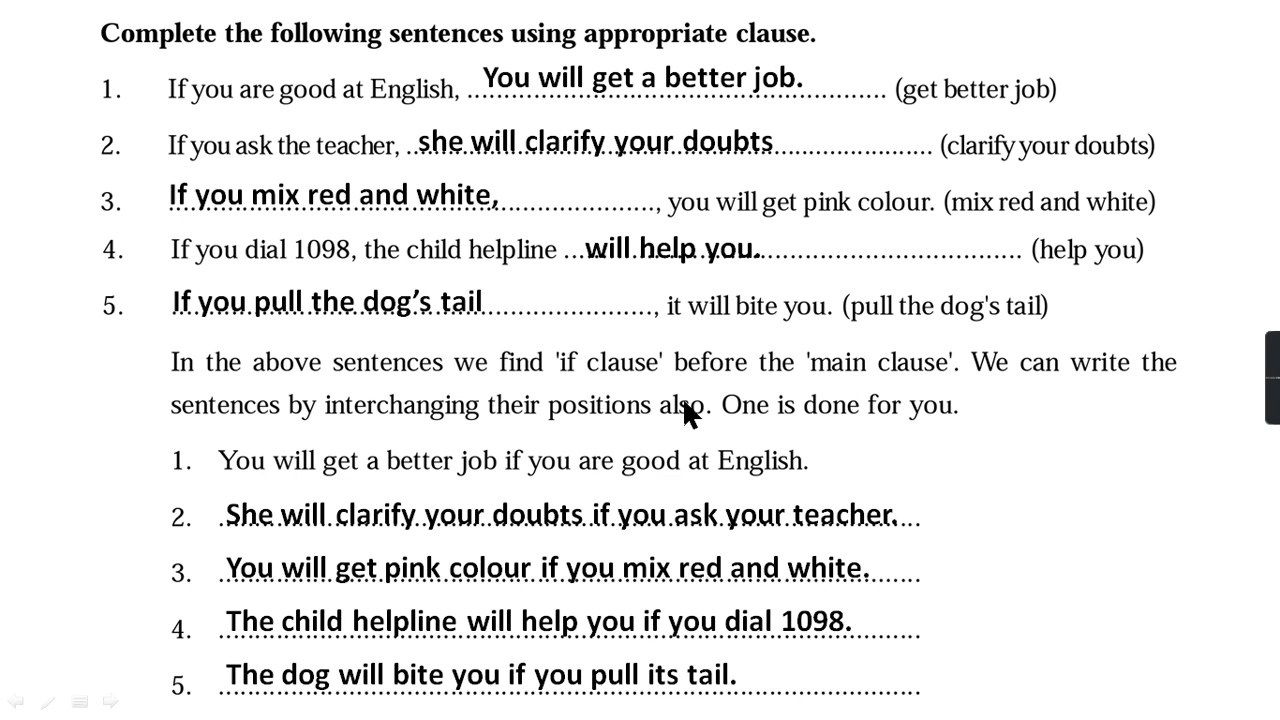 Complete the following sentences using appropriate clause.
1. If you are good at English, ...You will get a better job.... (get better job)
2. If you ask the teacher, ...she will clarify your doubts... (clarify your doubts)
3. If you mix red and white,..., you will get pink colour. (mix red and white)
4. If you dial 1098, the child helpline ...will help you.... (help you)
5. If you pull the dog’s tail..., it will bite you. (pull the dog's tail)
In the above sentences we find 'if clause' before the 'main clause'. We can write the
sentences by interchanging their positions also. One is done for you.
1. You will get a better job if you are good at English.
2. She will clarify your doubts if you ask your teacher.
3. You will get pink colour if you mix red and white.
4. The child helpline will help you if you dial 1098.
5. The dog will bite you if you pull its tail.